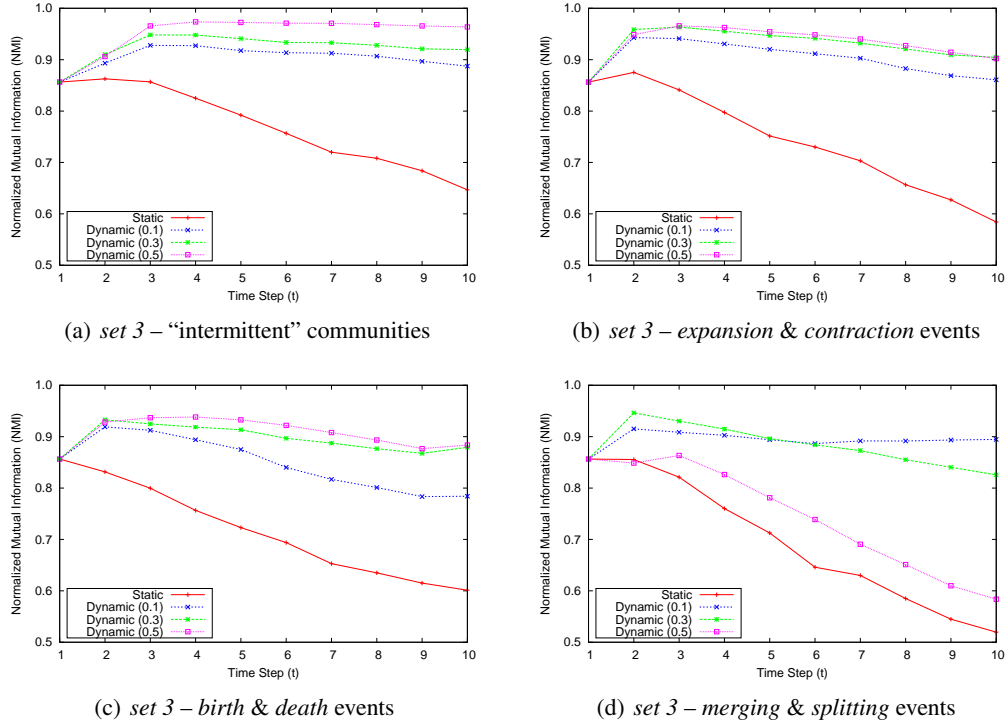 1.0
0.9
0.8
0.7
0.6
0.5
Normalized Mutual Information (NMI)
Static
Dynamic (0.1)
Dynamic (0.3)
Dynamic (0.5)
1 2 3 4 5 6 7 8 9 10
Time Step (t)
(a) set 3 – “intermittent” communities
1.0
0.9
0.8
0.7
0.6
0.5
Normalized Mutual Information (NMI)
Static
Dynamic (0.1)
Dynamic (0.3)
Dynamic (0.5)
1 2 3 4 5 6 7 8 9 10
Time Step (t)
(b) set 3 – expansion & contraction events
1.0
0.9
0.8
0.7
0.6
0.5
Normalized Mutual Information (NMI)
Static
Dynamic (0.1)
Dynamic (0.3)
Dynamic (0.5)
1 2 3 4 5 6 7 8 9 10
Time Step (t)
(c) set 3 – birth & death events
1.0
0.9
0.8
0.7
0.6
0.5
Normalized Mutual Information (NMI)
Static
Dynamic (0.1)
Dynamic (0.3)
Dynamic (0.5)
1 2 3 4 5 6 7 8 9 10
Time Step (t)
(d) set 3 – merging & splitting events